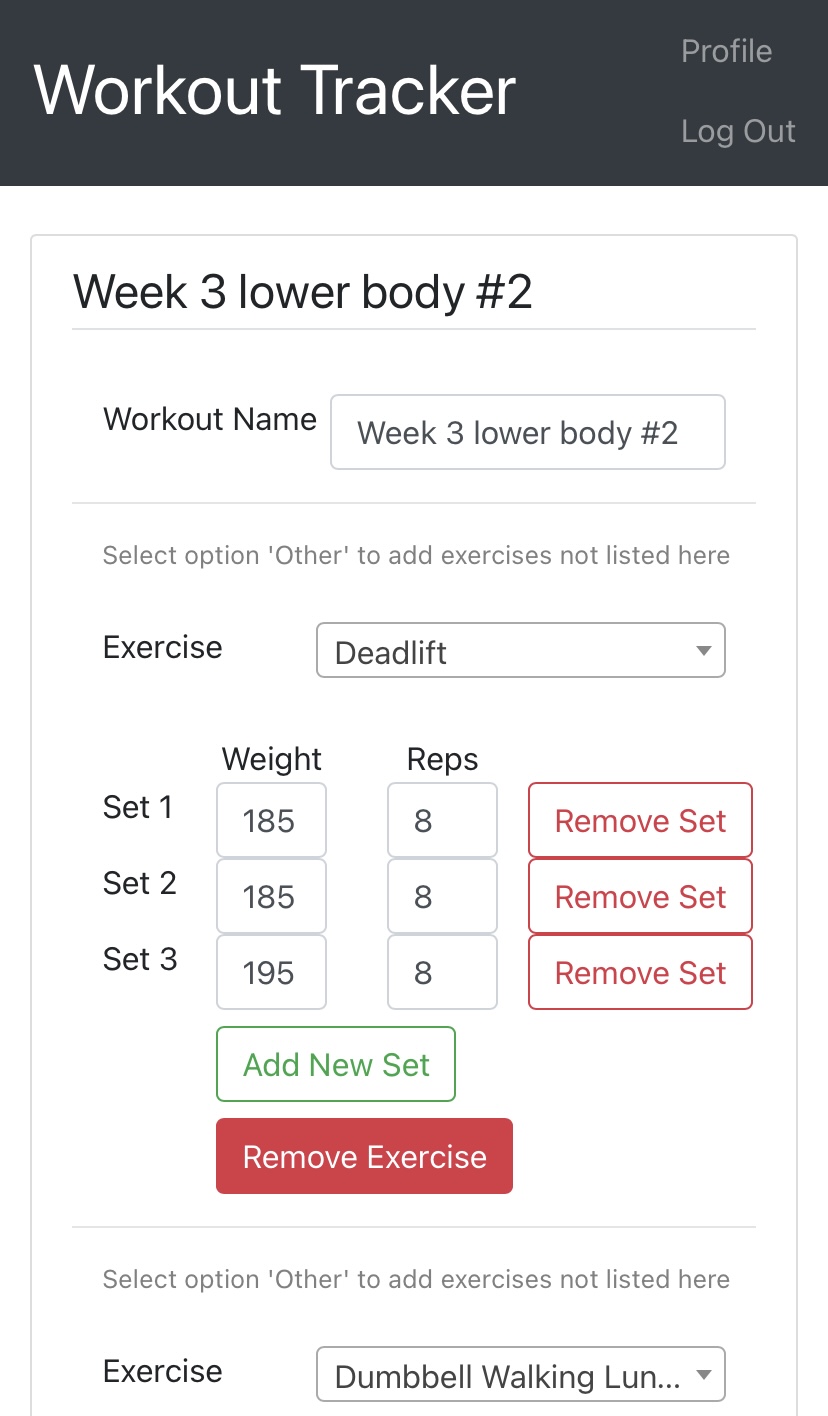 Profile
Workout Tracker
Log Out
Week 3 lower body #2
Workout Name Week 3 lower body #2
Select option 'Other' to add exercises not listed here
Exercise Deadlift
Weight Reps
Set 1 185 8 Remove Set
Set 2 185 8 Remove Set
Set 3 195 8 Remove Set
Add New Set
Remove Exercise
Select option 'Other' to add exercises not listed here
Exercise Dumbbell Walking Lun...